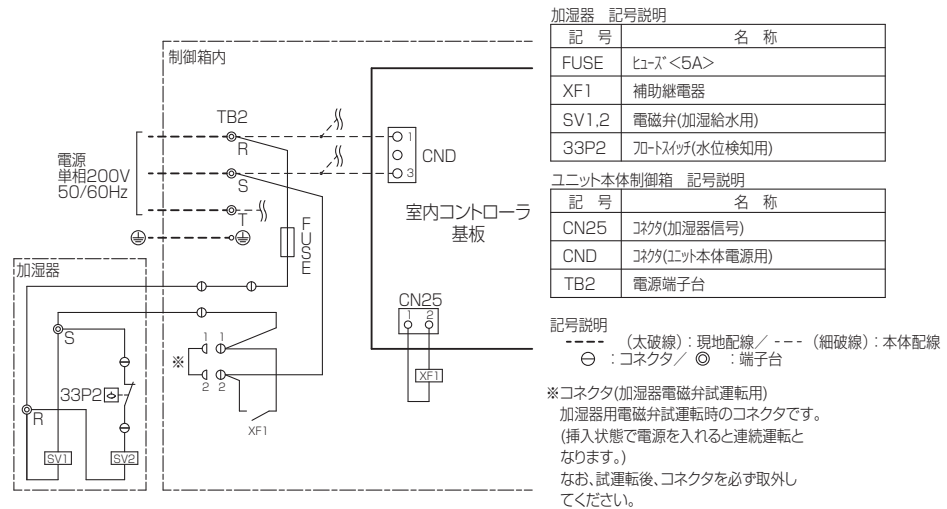 制御箱内
TB2
R
S
T
電源
単相200V
50/60Hz
FUSE
1
3
CND
室内コントローラ
基板
CN25
1 2
XF1
加湿器
S
33P2
R
SV1
SV2
※
1 1
2 2
XF1
加湿器 記号説明
記 号 名 称
FUSE ヒューズ<5A>
XF1 補助継電器
SV1,2 電磁弁(加湿給水用)
33P2 フロートスイッチ(水位検知用)
ユニット本体制御箱 記号説明
記 号 名 称
CN25 コネクタ(加湿器信号)
CND コネクタ(ユニット本体電源用)
TB2 電源端子台
記号説明
(太破線):現地配線/ (細破線):本体配線
:コネクタ/ :端子台
※コネクタ(加湿器電磁弁試運転用)
加湿器用電磁弁試運転時のコネクタです。
(挿入状態で電源を入れると連続運転と
なります。)
なお、試運転後、コネクタを必ず取外し
てください。